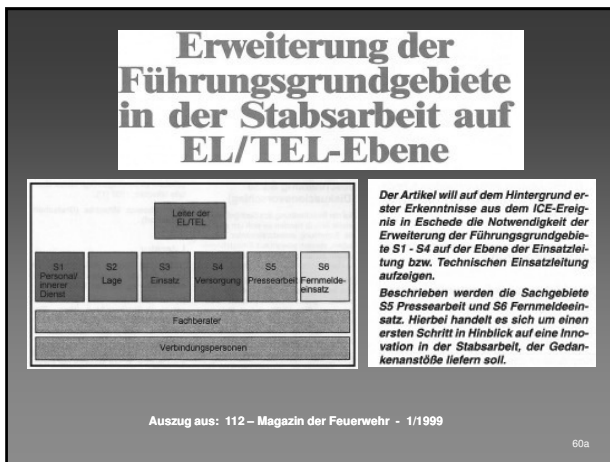 Erweiterung der
Führungsgrundgebiete
in der Stabsarbeit auf
EL/TEL-Ebene
Leiter der
EL/TEL
S1
Personal/
innerer
Dienst
S2
Lage
S3
Einsatz
S4
Versorgung
S5
Pressearbeit
S6
Fernmelde-
einsatz
Fachberater
Verbindungspersonen
Der Artikel will auf dem Hintergrund er-
ster Erkenntnisse aus dem ICE-Ereig-
nis in Eschede die Notwendigkeit der
Erweiterung der Führungsgrundgebie-
te S1 - S4 auf der Ebene der Einsatzlei-
tung bzw. Technischen Einsatzleitung
aufzeigen.
Beschrieben werden die Sachgebiete
S5 Pressearbeit und S6 Fernmeldeein-
satz. Hierbei handelt es sich um einen
ersten Schritt in Hinblick auf eine Inno-
vation in der Stabsarbeit, der Gedan-
kenanstöße liefern soll.
Auszug aus: 112 – Magazin der Feuerwehr - 1/1999
60a